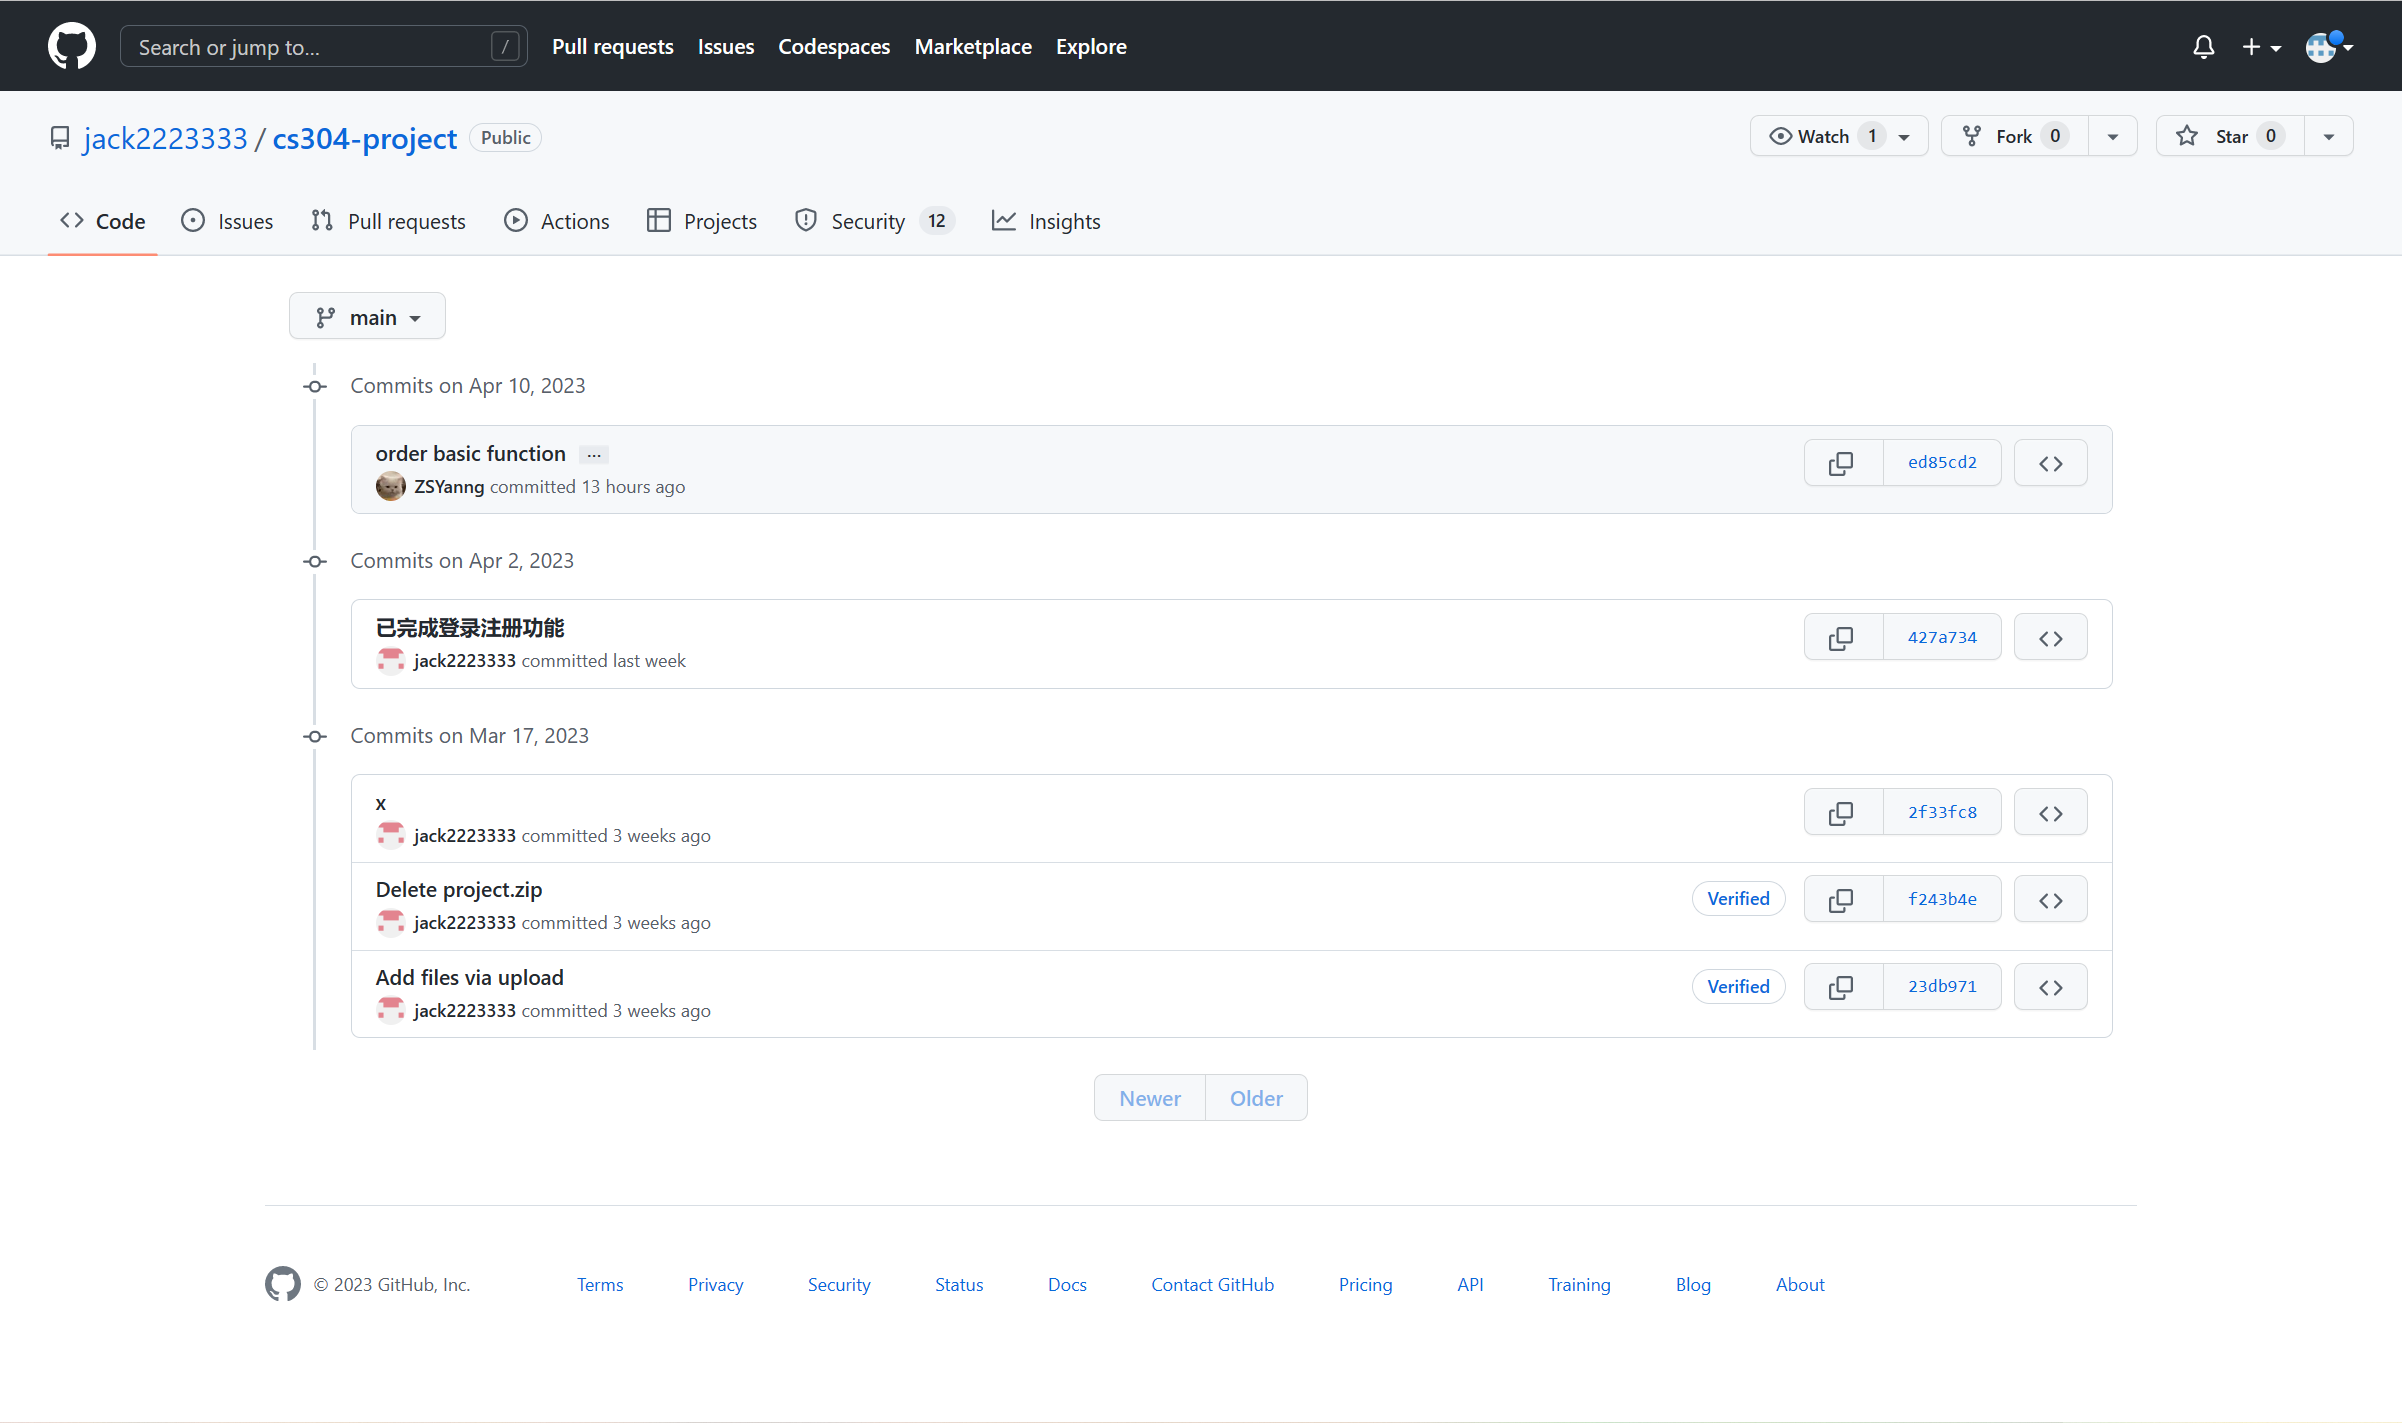 Search or jump to... / Pull requests Issues Codespaces Marketplace Explore
jack2223333 / cs304-project Public Watch 1 Fork 0 Star 0
Code Issues Pull requests Actions Projects Security 12 Insights
main
Commits on Apr 10, 2023
order basic function ...
ed85cd2
ZSYanng committed 13 hours ago
Commits on Apr 2, 2023
已完成登录注册功能
427a734
jack2223333 committed last week
Commits on Mar 17, 2023
x
2f33fc8
jack2223333 committed 3 weeks ago
Delete project.zip
Verified f243b4e
jack2223333 committed 3 weeks ago
Add files via upload
Verified 23db971
jack2223333 committed 3 weeks ago
Newer Older
© 2023 GitHub, Inc. Terms Privacy Security Status Docs Contact GitHub Pricing API Training Blog About